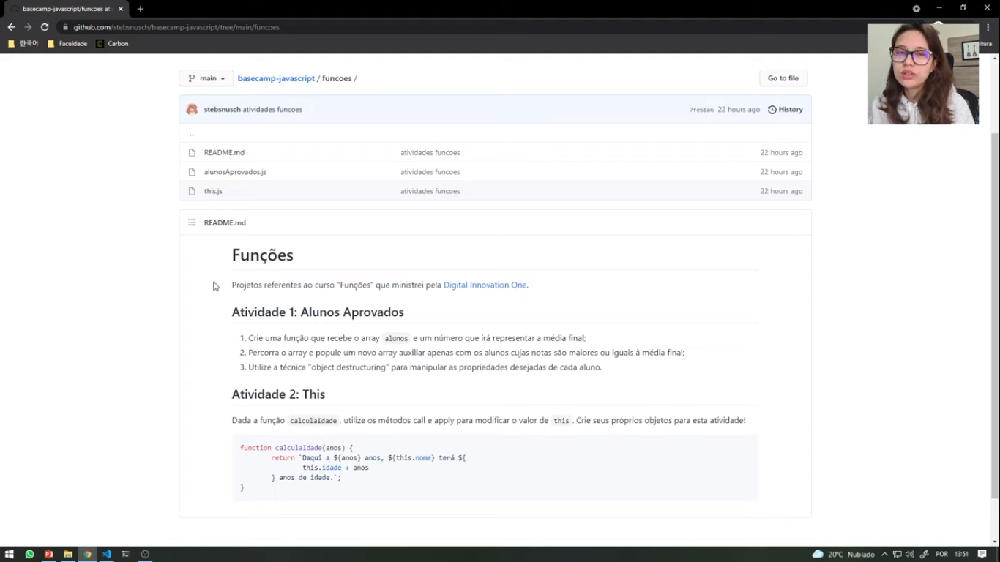 basecamp-javascript/funcoes at
github.com/stebsnusch/basecamp-javascript/tree/main/funcoes
한국어 Faculdade Carbon
main basecamp-javascript / funcoes / Go to file
stebsnusch atividades funcoes 7fe68a6 22 hours ago History
..
README.md atividades funcoes 22 hours ago
alunosAprovados.js atividades funcoes 22 hours ago
this.js atividades funcoes 22 hours ago
README.md
Funções
Projetos referentes ao curso "Funções" que ministrei pela Digital Innovation One.
Atividade 1: Alunos Aprovados
1. Crie uma função que recebe o array alunos e um número que irá representar a média final;
2. Percorra o array e popule um novo array auxiliar apenas com os alunos cujas notas são maiores ou iguais à média final;
3. Utilize a técnica "object destructuring" para manipular as propriedades desejadas de cada aluno.
Atividade 2: This
Dada a função calculaIdade, utilize os métodos call e apply para modificar o valor de this. Crie seus próprios objetos para esta atividade!
function calculaIdade(anos) {
return `Daqui a ${anos} anos, ${this.nome} terá ${
this.idade + anos
} anos de idade.`;
}
20°C Nublado POR 13:51